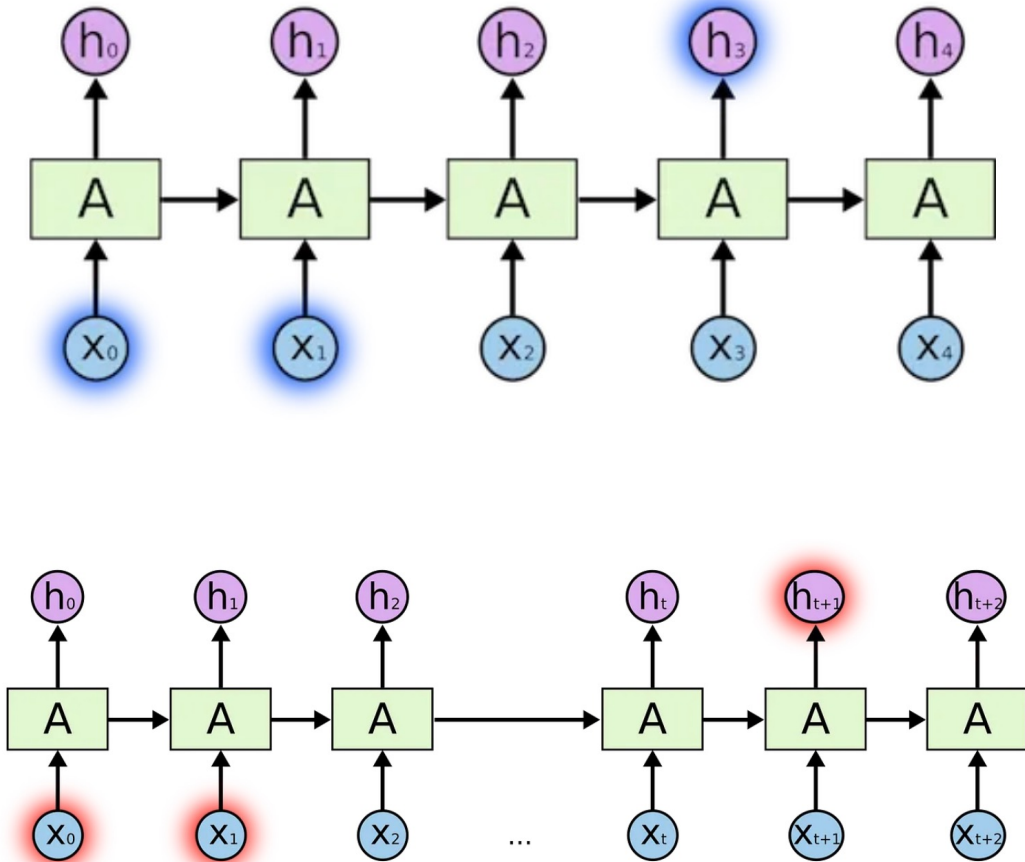 h₀ h₁ h₂ h₃ h₄
A A A A A
x₀ x₁ x₂ x₃ x₄
h₀ h₁ h₂ hₜ hₜ₊₁ hₜ₊₂
A A A A A A
x₀ x₁ x₂ ... xₜ xₜ₊₁ xₜ₊₂